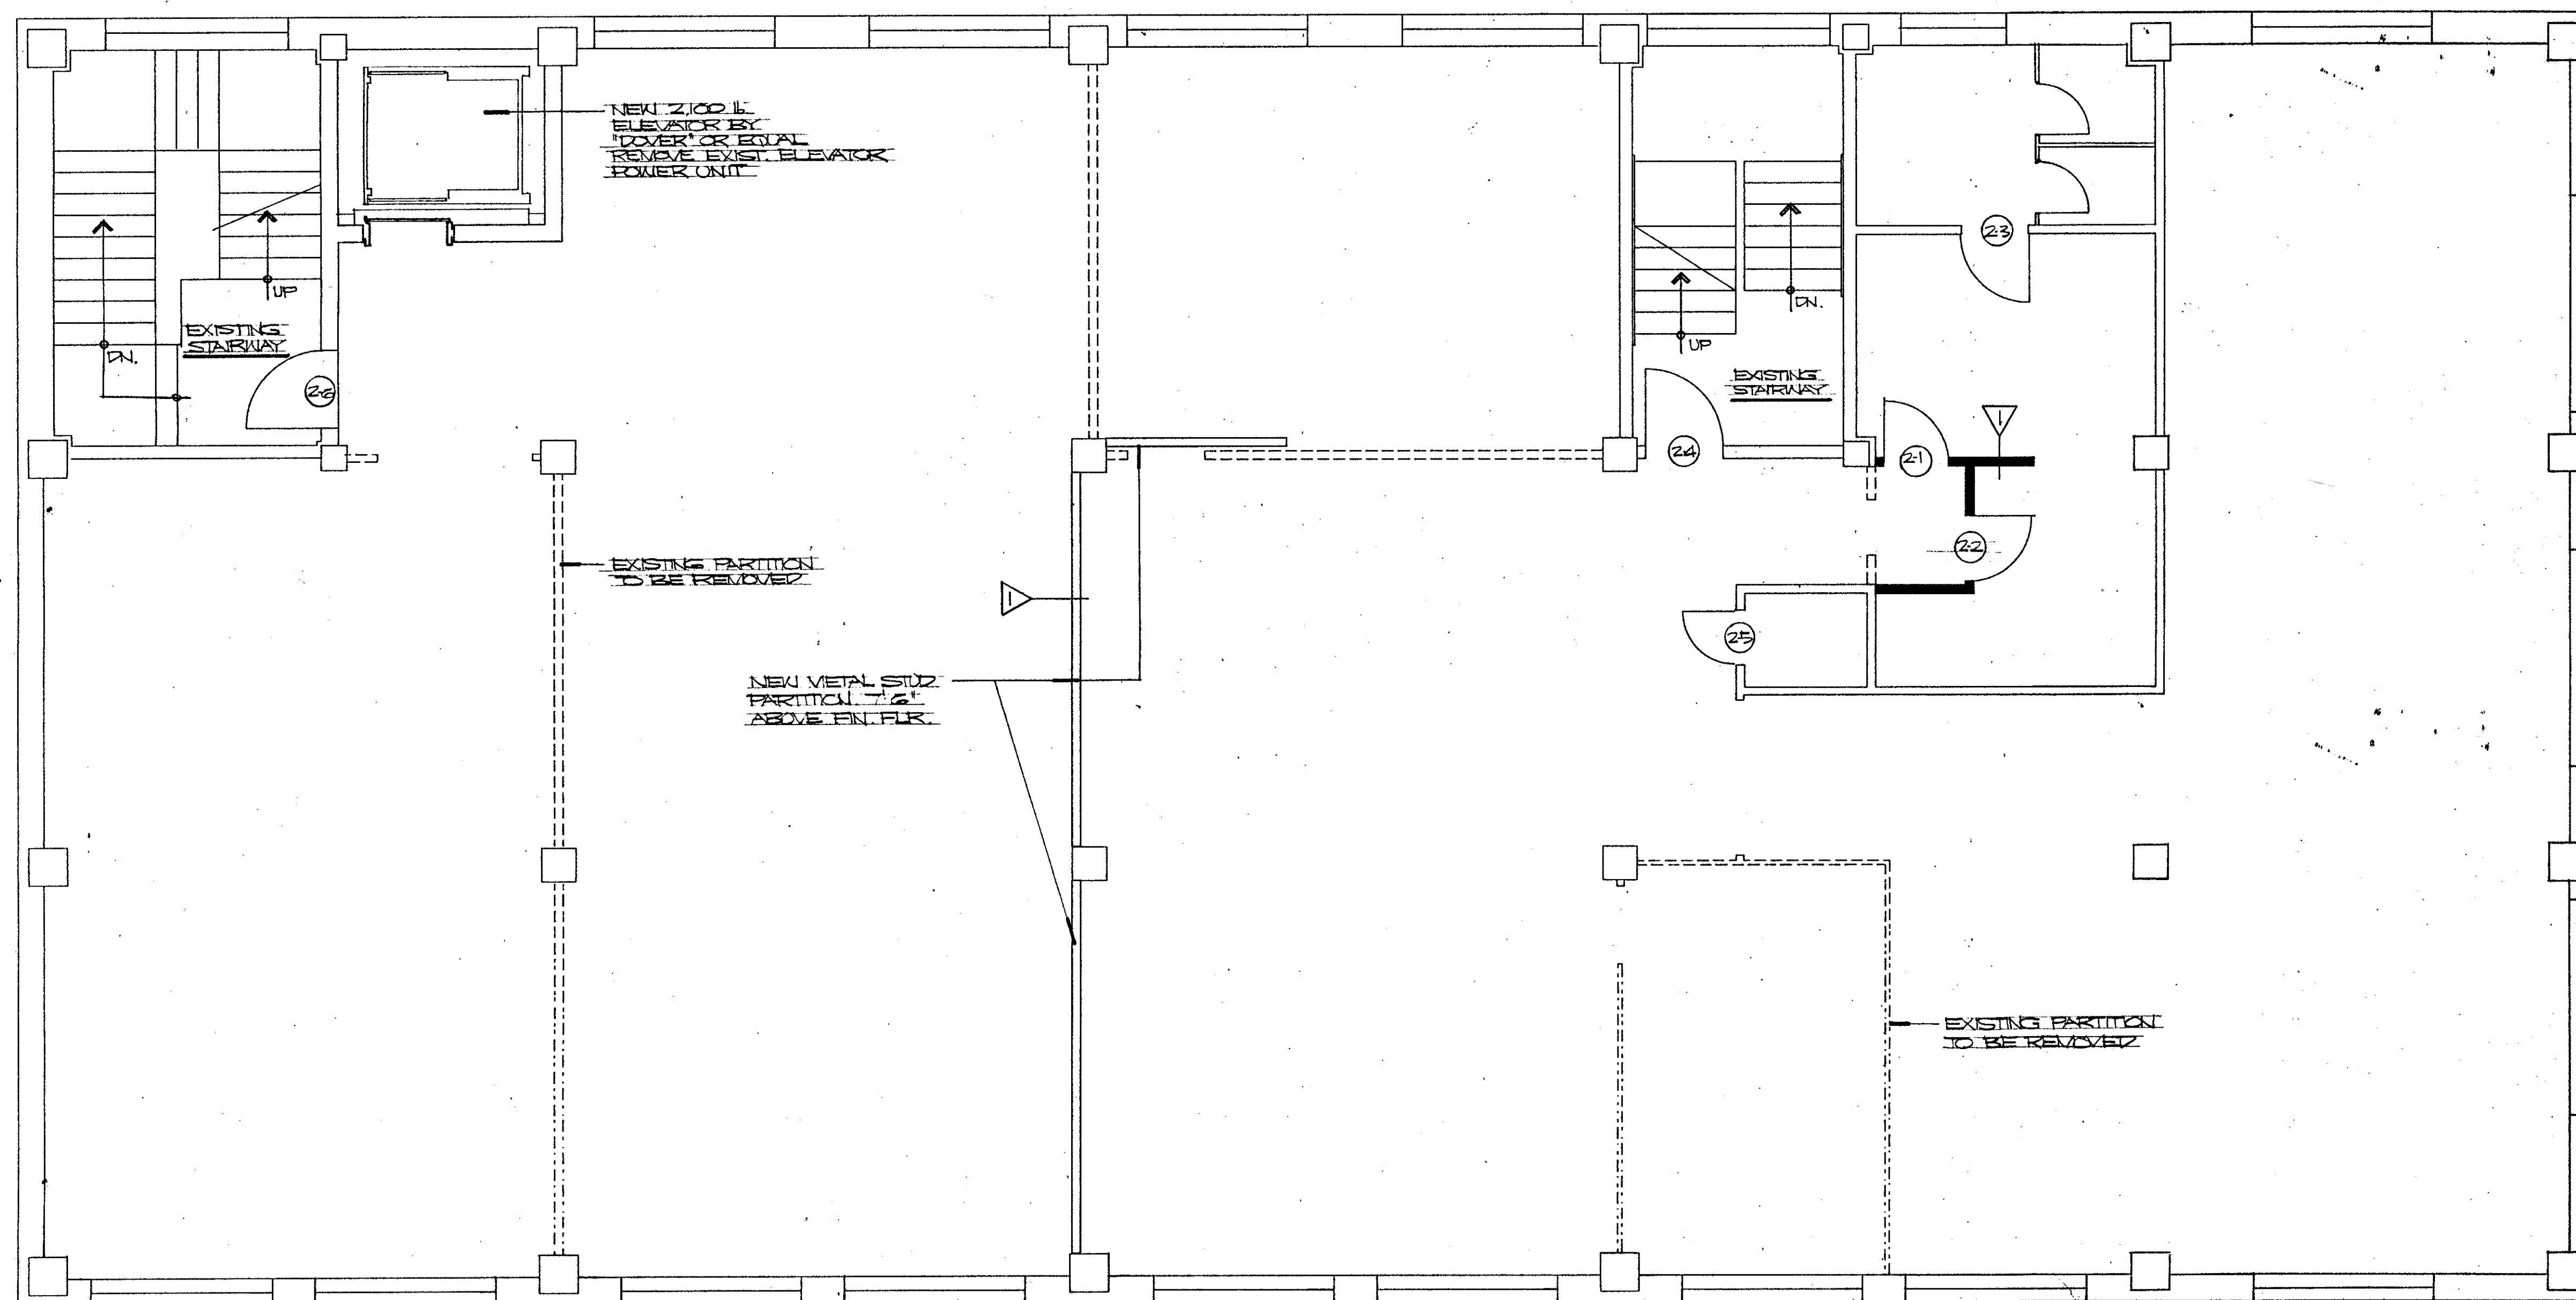 NEW 2,100 lb
ELEVATOR BY
"DOVER" OR EQUAL
REMOVE EXIST. ELEVATOR
POWER UNIT
UP
EXISTING
STAIRWAY
DN.
2-6
2-3
DN.
UP
EXISTING
STAIRWAY
2-4
2-1
1
2-2
EXISTING PARTITION
TO BE REMOVED
1
2-5
NEW METAL STUD
PARTITION 7'6"
ABOVE FIN. FLR.
EXISTING PARTITION
TO BE REMOVED